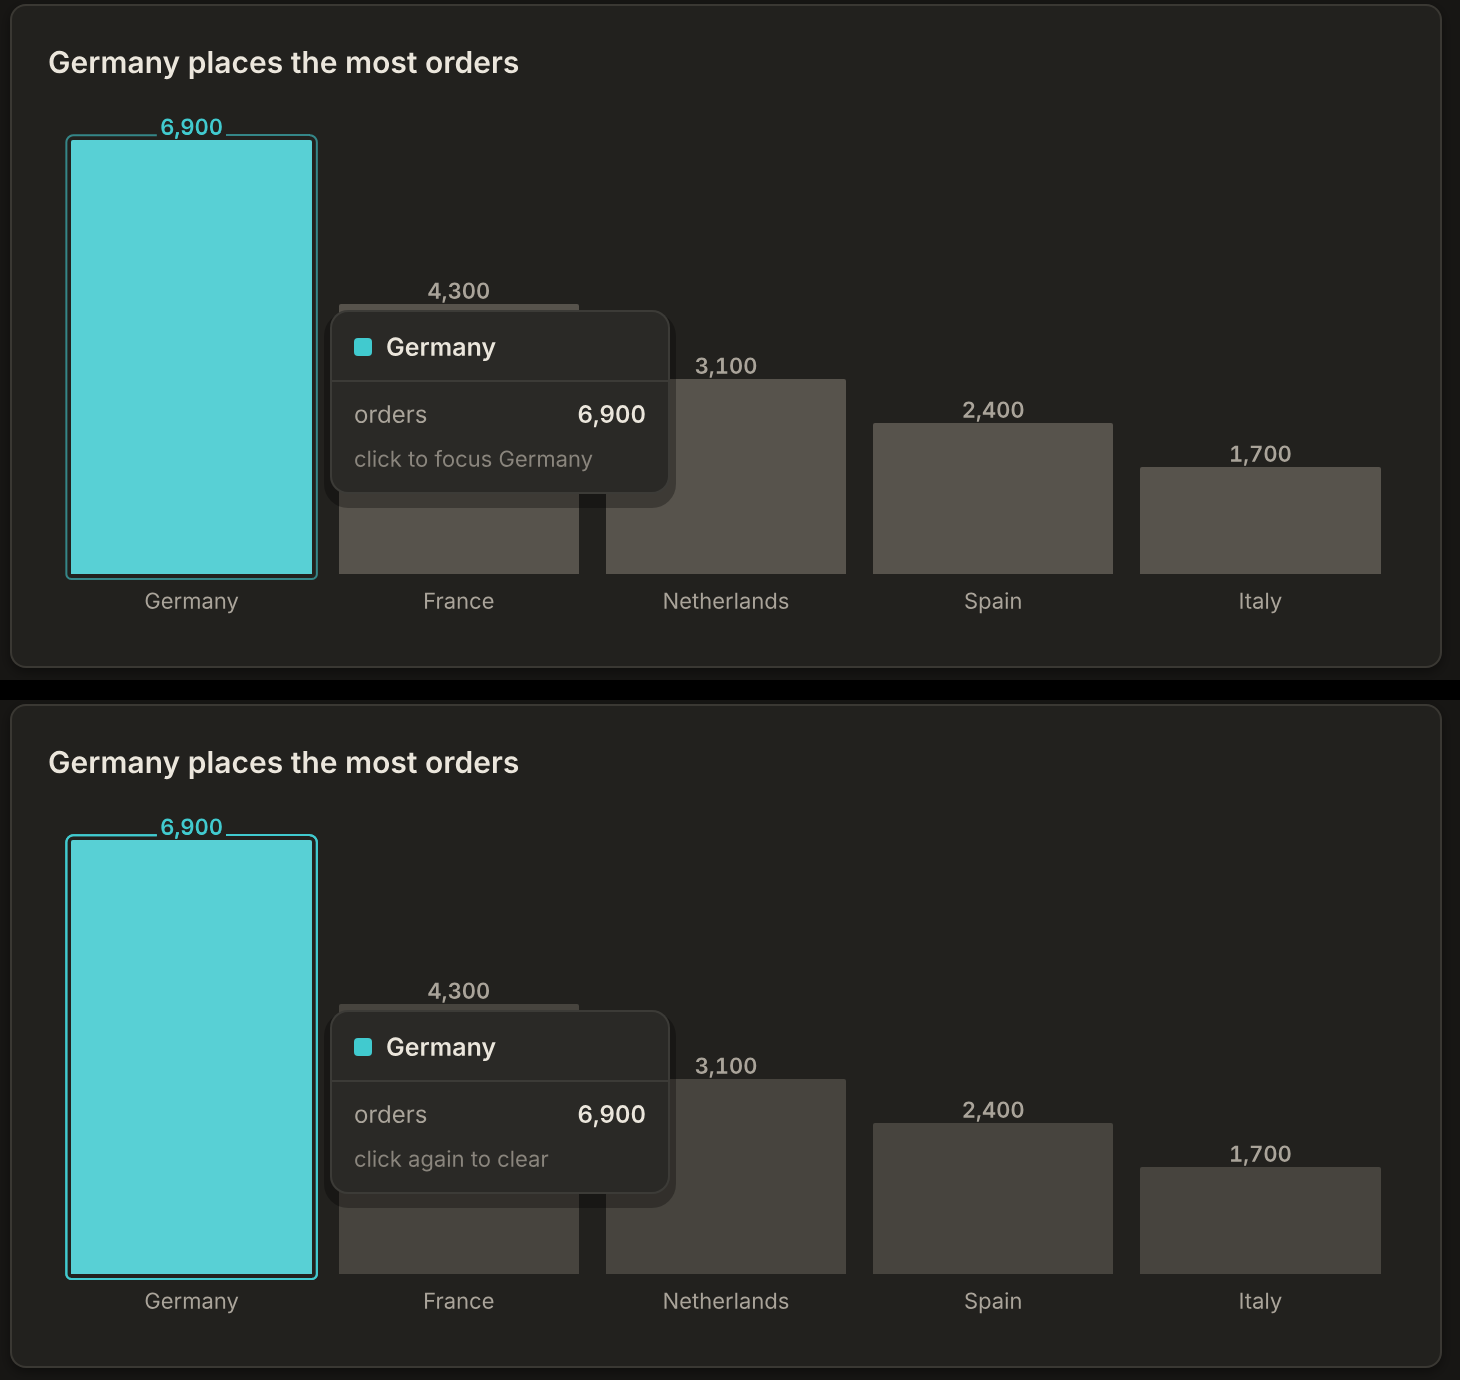 Germany places the most orders
6,900
4,300
Germany
3,100
orders 6,900
2,400
click to focus Germany
1,700
Germany France Netherlands Spain Italy
Germany places the most orders
6,900
4,300
Germany
3,100
orders 6,900
2,400
click again to clear
1,700
Germany France Netherlands Spain Italy